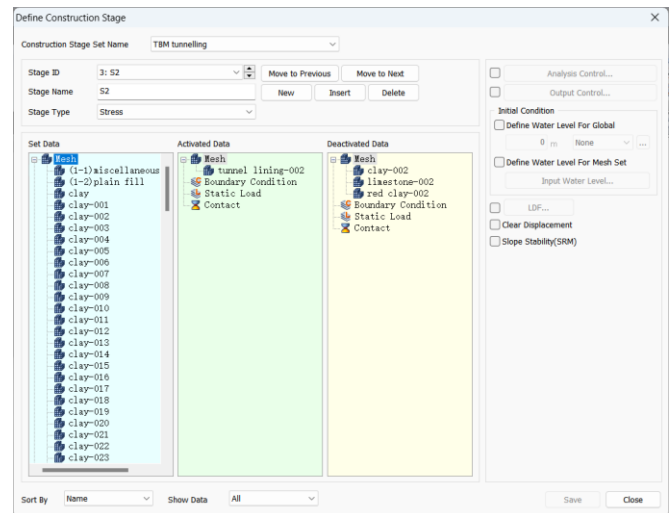 Define Construction Stage
Construction Stage Set Name TBM tunnelling
Stage ID 3: S2 Move to Previous Move to Next
Stage Name S2 New Insert Delete
Stage Type Stress
Analysis Control...
Output Control...
Initial Condition
Define Water Level For Global
0 m None ...
Define Water Level For Mesh Set
Input Water Level...
LDF...
Clear Displacement
Slope Stability(SRM)
Set Data
Mesh
(1-1)miscellaneous
(1-2)plain fill
clay
clay-001
clay-002
clay-003
clay-004
clay-005
clay-006
clay-007
clay-008
clay-009
clay-010
clay-011
clay-012
clay-013
clay-014
clay-015
clay-016
clay-017
clay-018
clay-019
clay-020
clay-021
clay-022
clay-023
Activated Data
Mesh
tunnel lining-002
Boundary Condition
Static Load
Contact
Deactivated Data
Mesh
clay-002
limestone-002
red clay-002
Boundary Condition
Static Load
Contact
Sort By Name Show Data All Save Close